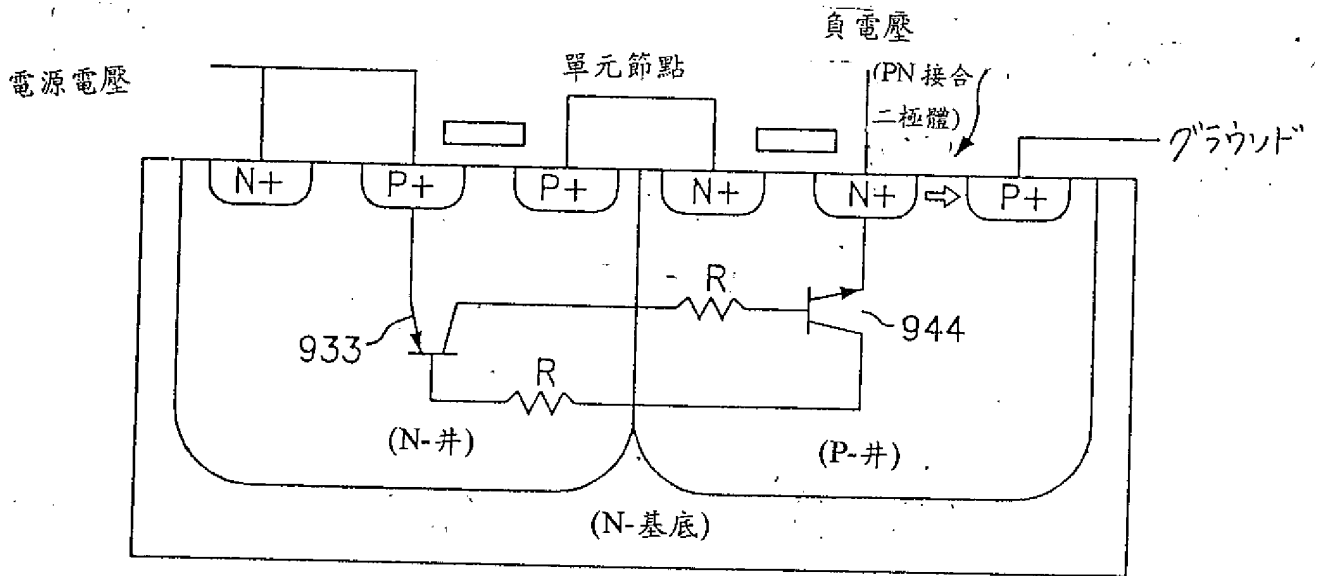 負電壓
電源電壓
單元節點
(PN 接合
二極體)
グラウンド
N+
P+
P+
N+
N+
P+
R
933
944
R
(N-井)
(P-井)
(N-基底)